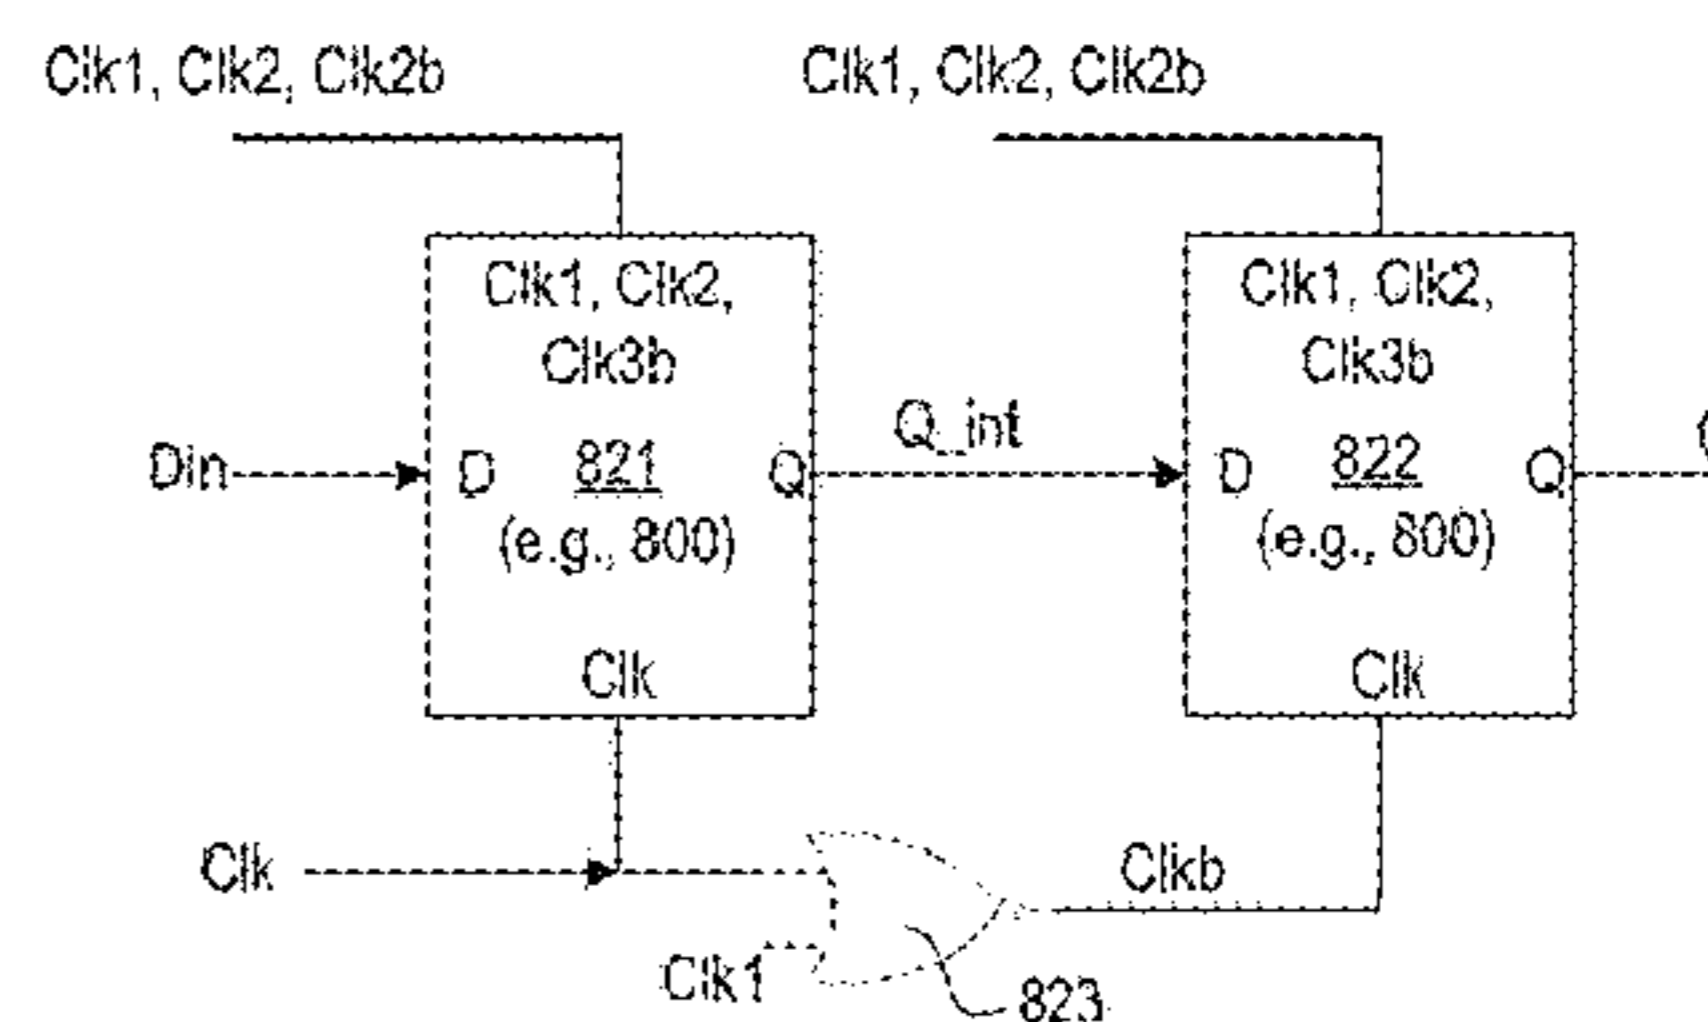 Clk1, Clk2, Clk2b
Clk1, Clk2, Clk2b
Clk1, Clk2,
Clk3b
Clk1, Clk2,
Clk3b
Din
D
821
Q
Q_int
D
822
Q
(e.g., 800)
(e.g., 800)
Clk
Clk
Clk
Clkb
Clk1
823